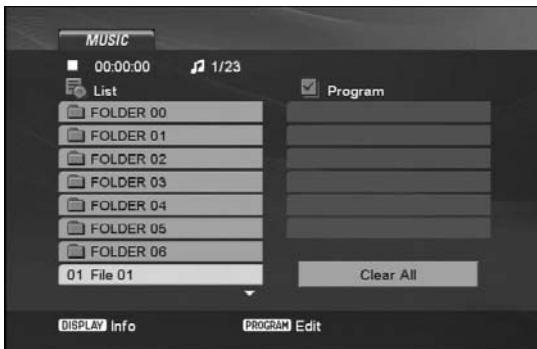 MUSIC
00:00:00 1/23
List
Program
FOLDER 00
FOLDER 01
FOLDER 02
FOLDER 03
FOLDER 04
FOLDER 05
FOLDER 06
01 File 01
Clear All
DISPLAY Info
PROGRAM Edit